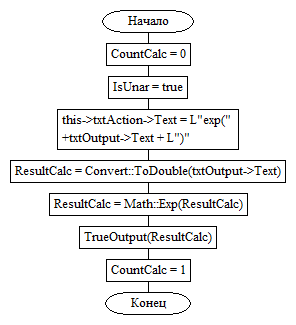 Начало
CountCalc = 0
IsUnar = true
this->txtAction->Text = L"exp("
+txtOutput->Text + L")"
ResultCalc = Convert::ToDouble(txtOutput->Text)
ResultCalc = Math::Exp(ResultCalc)
TrueOutput(ResultCalc)
CountCalc = 1
Конец